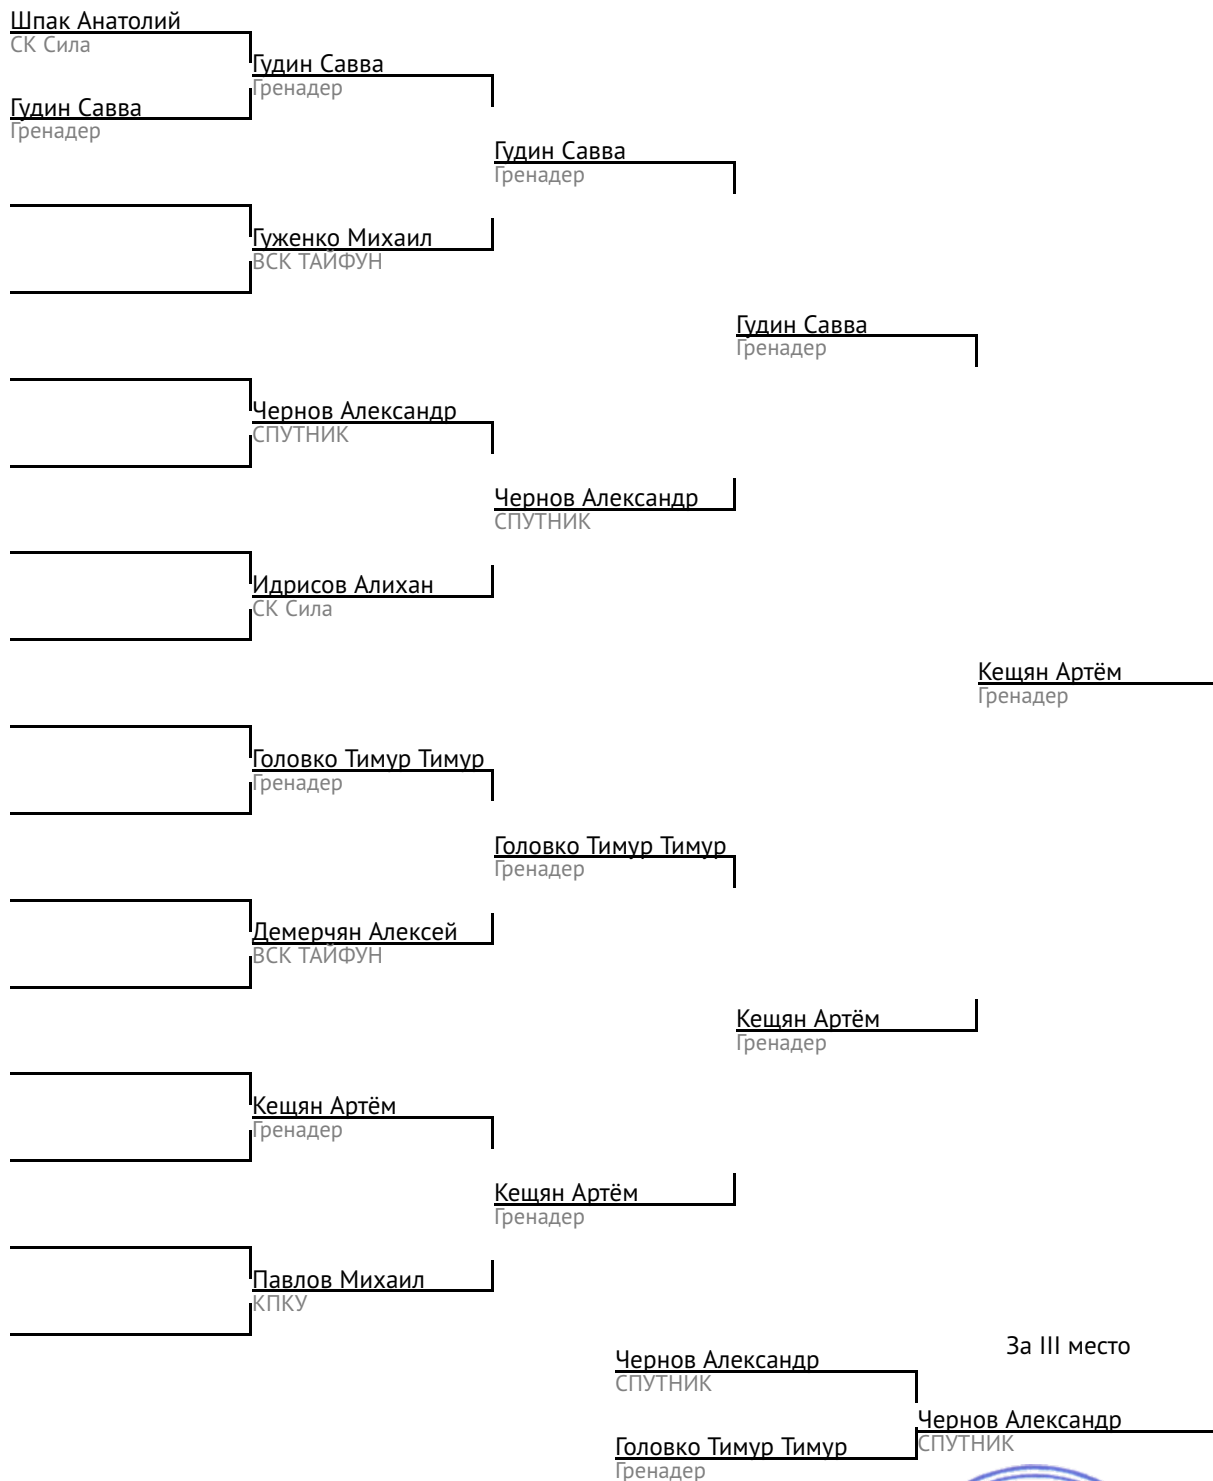 Шпак Анатолий
СК Сила
Гудин Савва
Гренадер
Гудин Савва
Гренадер
Гудин Савва
Гренадер
Гуженко Михаил
ВСК ТАЙФУН
Гудин Савва
Гренадер
Чернов Александр
СПУТНИК
Чернов Александр
СПУТНИК
Идрисов Алихан
СК Сила
Кещян Артём
Гренадер
Головко Тимур Тимур
Гренадер
Головко Тимур Тимур
Гренадер
Демерчян Алексей
ВСК ТАЙФУН
Кещян Артём
Гренадер
Кещян Артём
Гренадер
Кещян Артём
Гренадер
Павлов Михаил
КПКУ
За III место
Чернов Александр
СПУТНИК
Чернов Александр
СПУТНИК
Головко Тимур Тимур
Гренадер